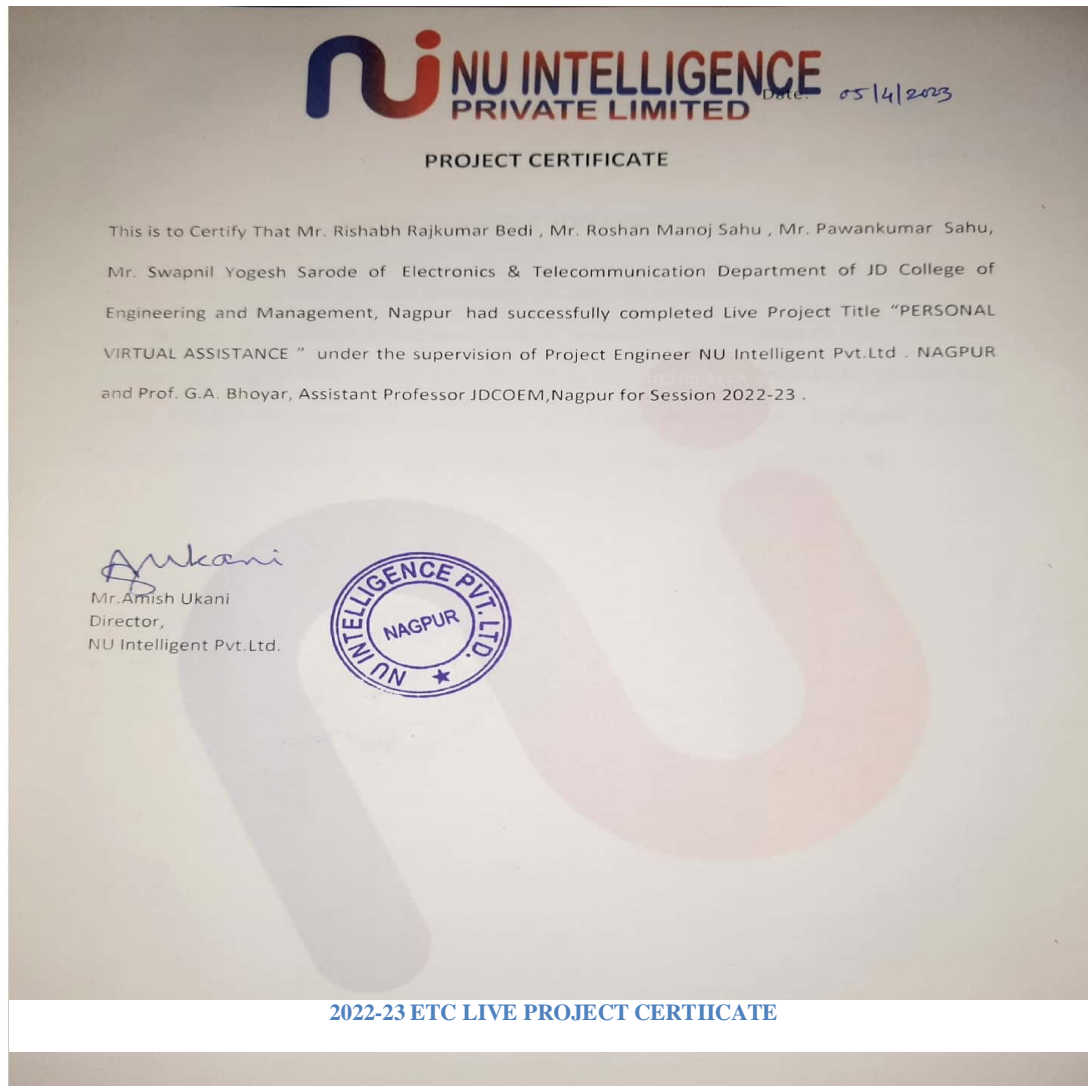 NU INTELLIGENCE
PRIVATE LIMITED
Date: 05/4/2023
PROJECT CERTIFICATE
This is to Certify That Mr. Rishabh Rajkumar Bedi , Mr. Roshan Manoj Sahu , Mr. Pawankumar Sahu,
Mr. Swapnil Yogesh Sarode of Electronics & Telecommunication Department of JD College of
Engineering and Management, Nagpur had successfully completed Live Project Title “PERSONAL
VIRTUAL ASSISTANCE ” under the supervision of Project Engineer NU Intelligent Pvt.Ltd . NAGPUR
and Prof. G.A. Bhoyar, Assistant Professor JDCOEM,Nagpur for Session 2022-23 .
AUkani
Mr.Amish Ukani
Director,
NU Intelligent Pvt.Ltd.
NU INTELLIGENCE PVT. LTD.
NAGPUR
2022-23 ETC LIVE PROJECT CERTIICATE